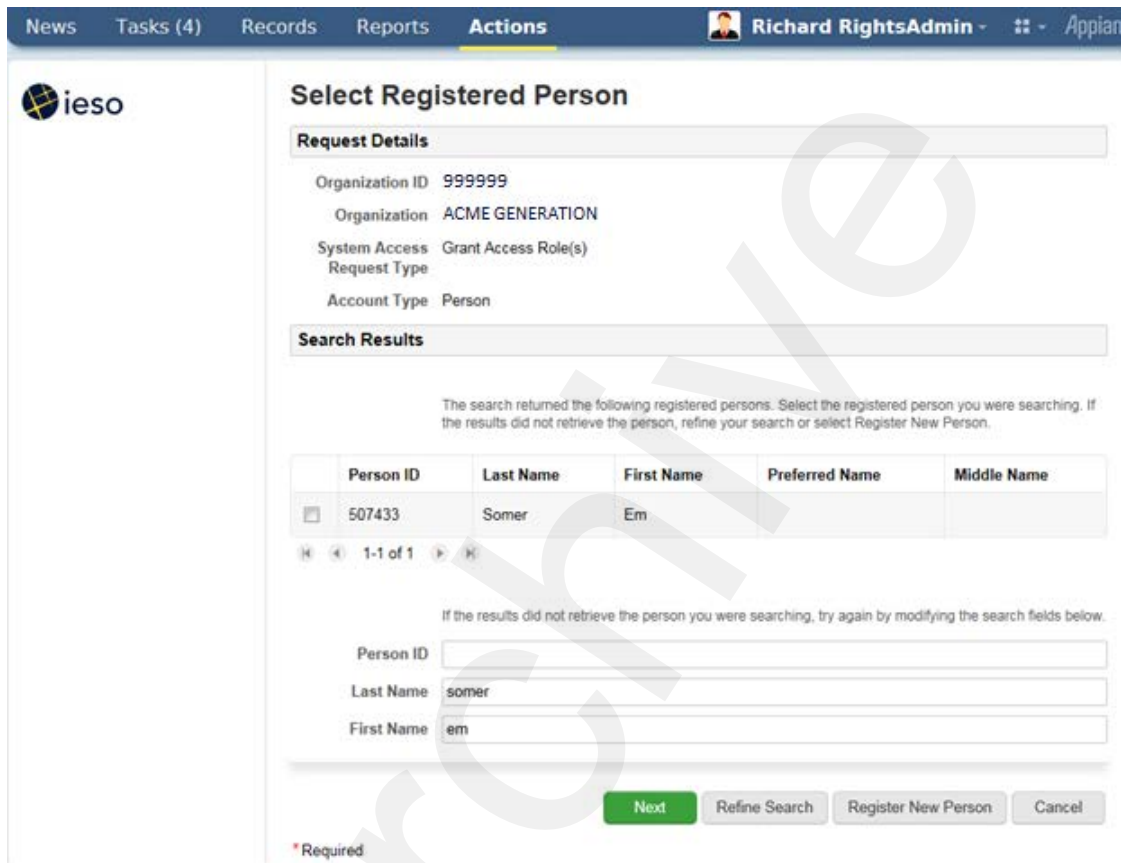 News Tasks (4) Records Reports Actions Richard RightsAdmin Appian
ieso
Select Registered Person
Request Details
Organization ID 999999
Organization ACME GENERATION
System Access Grant Access Role(s)
Request Type
Account Type Person
Search Results
The search returned the following registered persons. Select the registered person you were searching. If
the results did not retrieve the person, refine your search or select Register New Person.
Person ID Last Name First Name Preferred Name Middle Name
507433 Somer Em
1-1 of 1
If the results did not retrieve the person you were searching, try again by modifying the search fields below.
Person ID
Last Name somer
First Name em
Next Refine Search Register New Person Cancel
*Required
rchive